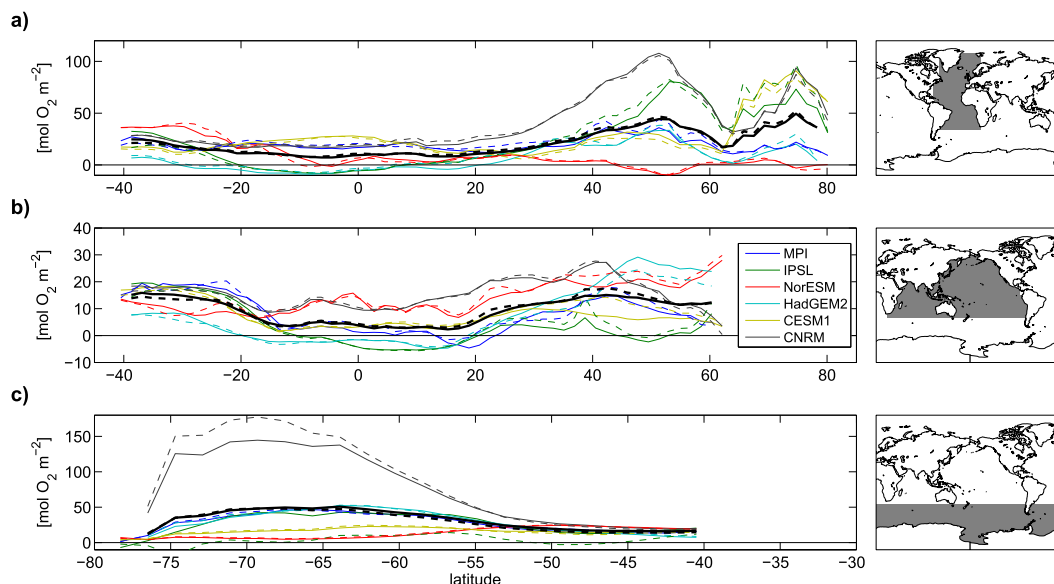 a)
[mol O2 m−2]
100
50
0
−40 −20 0 20 40 60 80
b)
[mol O2 m−2]
40
30
20
10
0
−10
MPI
IPSL
NorESM
HadGEM2
CESM1
CNRM
−40 −20 0 20 40 60 80
c)
[mol O2 m−2]
150
100
50
0
−80 −75 −70 −65 −60 −55 −50 −45 −40 −35 −30
latitude